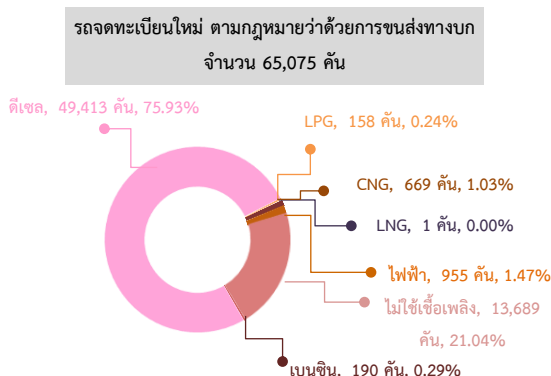 รถจดทะเบียนใหม่ ตามกฎหมายว่าด้วยการขนส่งทางบก
จำนวน 65,075 คัน
ดีเซล, 49,413 คัน, 75.93%
LPG, 158 คัน, 0.24%
CNG, 669 คัน, 1.03%
LNG, 1 คัน, 0.00%
ไฟฟ้า, 955 คัน, 1.47%
ไม่ใช้เชื้อเพลิง, 13,689
คัน, 21.04%
เบนซิน, 190 คัน, 0.29%